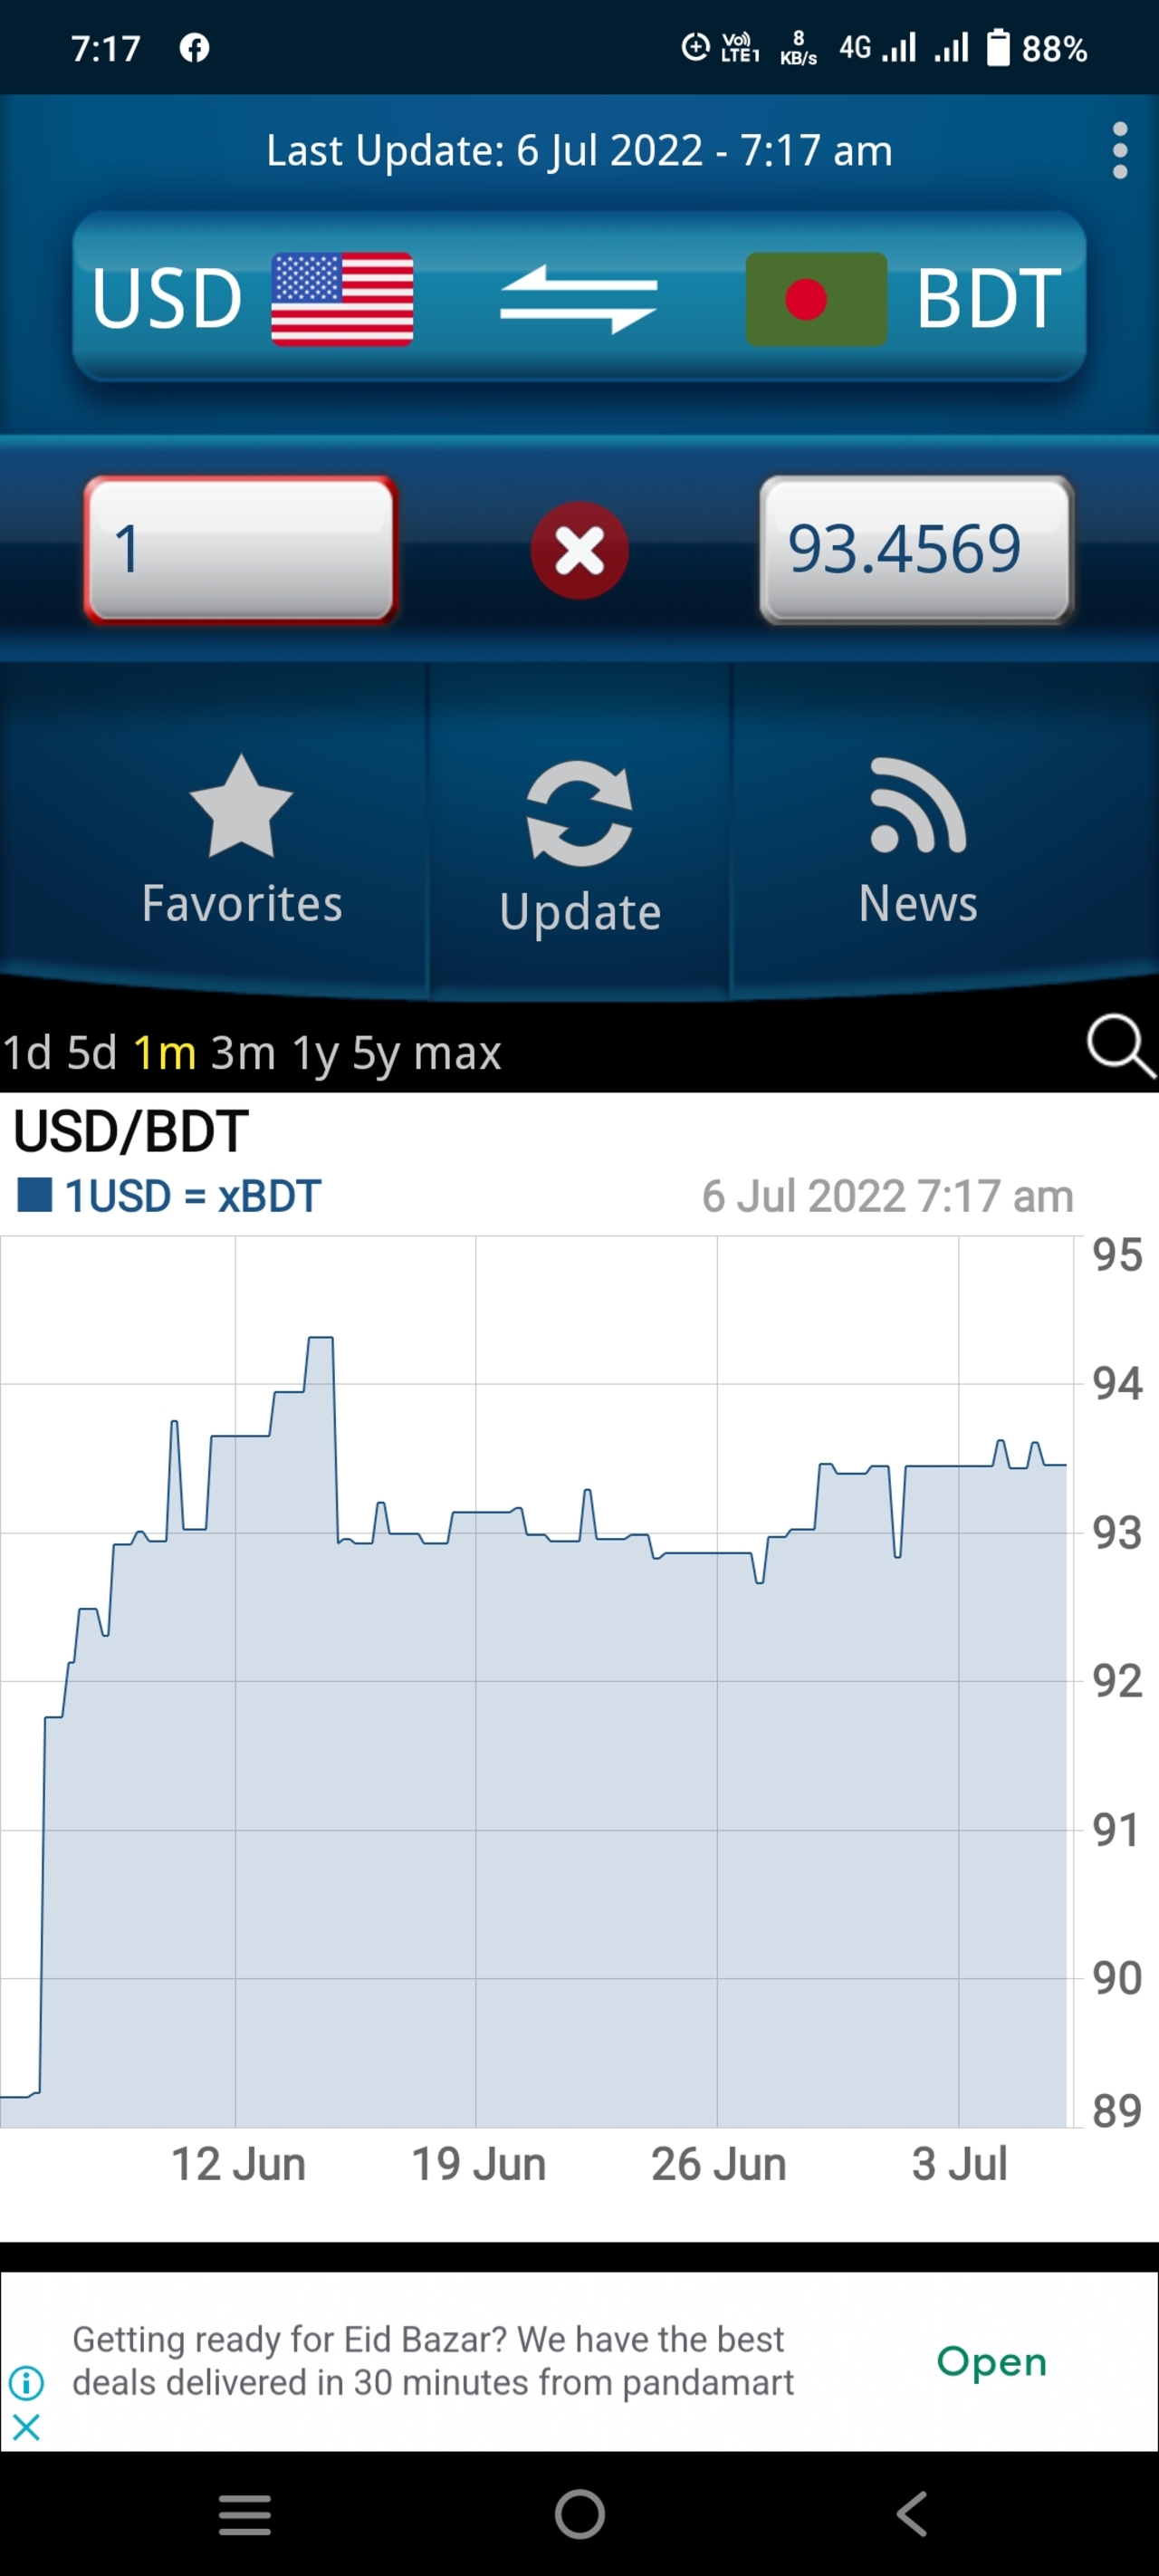 7:17
Vo)) LTE1 8 KB/s 4G 88%
Last Update: 6 Jul 2022 - 7:17 am
USD BDT
1 93.4569
Favorites Update News
1d 5d 1m 3m 1y 5y max
USD/BDT
1USD = xBDT 6 Jul 2022 7:17 am
95
94
93
92
91
90
89
12 Jun 19 Jun 26 Jun 3 Jul
Getting ready for Eid Bazar? We have the best
deals delivered in 30 minutes from pandamart
Open